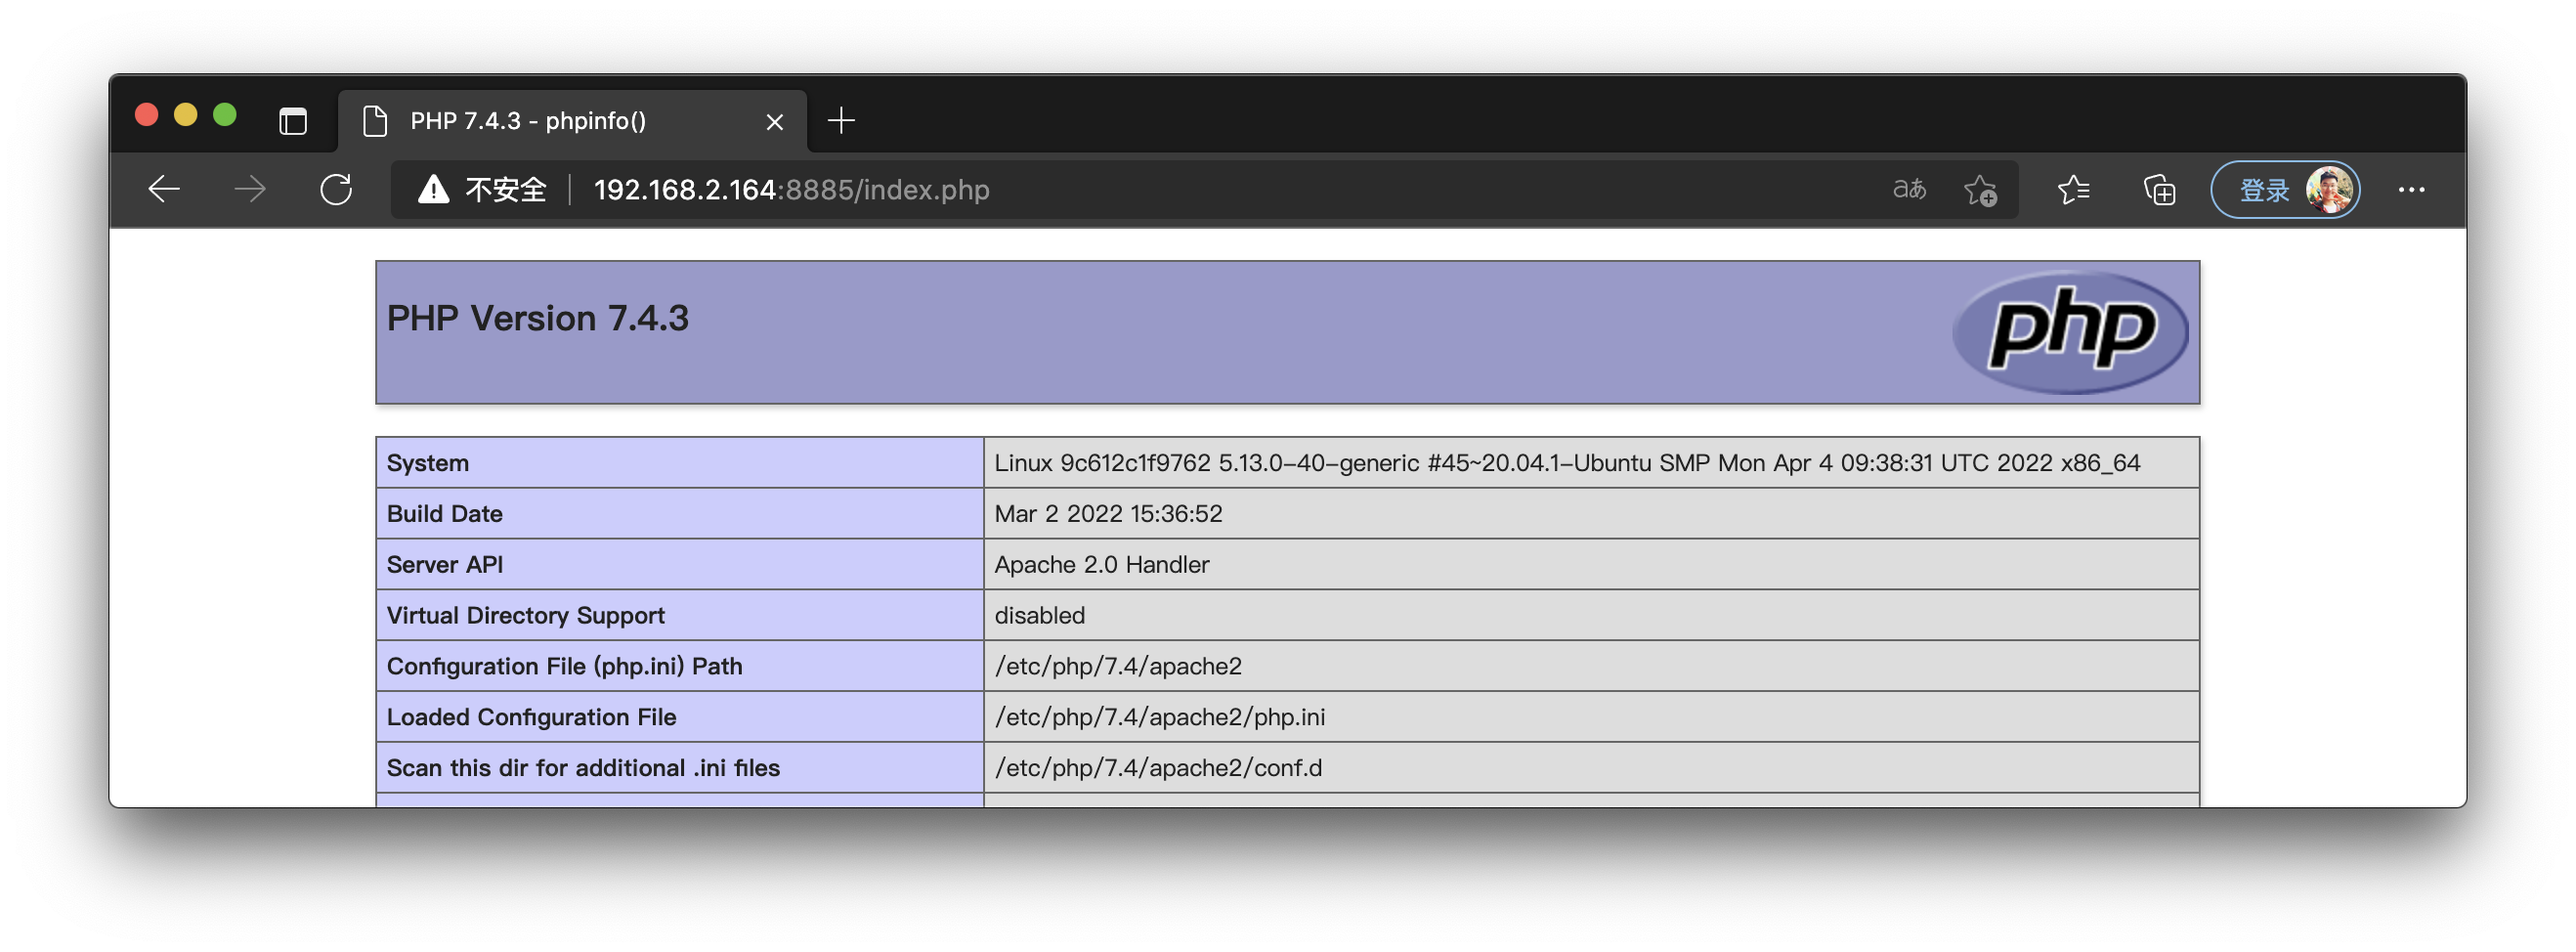 PHP 7.4.3 - phpinfo()
不安全 192.168.2.164:8885/index.php aあ 登录
PHP Version 7.4.3
php
System Linux 9c612c1f9762 5.13.0-40-generic #45~20.04.1-Ubuntu SMP Mon Apr 4 09:38:31 UTC 2022 x86_64
Build Date Mar 2 2022 15:36:52
Server API Apache 2.0 Handler
Virtual Directory Support disabled
Configuration File (php.ini) Path /etc/php/7.4/apache2
Loaded Configuration File /etc/php/7.4/apache2/php.ini
Scan this dir for additional .ini files /etc/php/7.4/apache2/conf.d